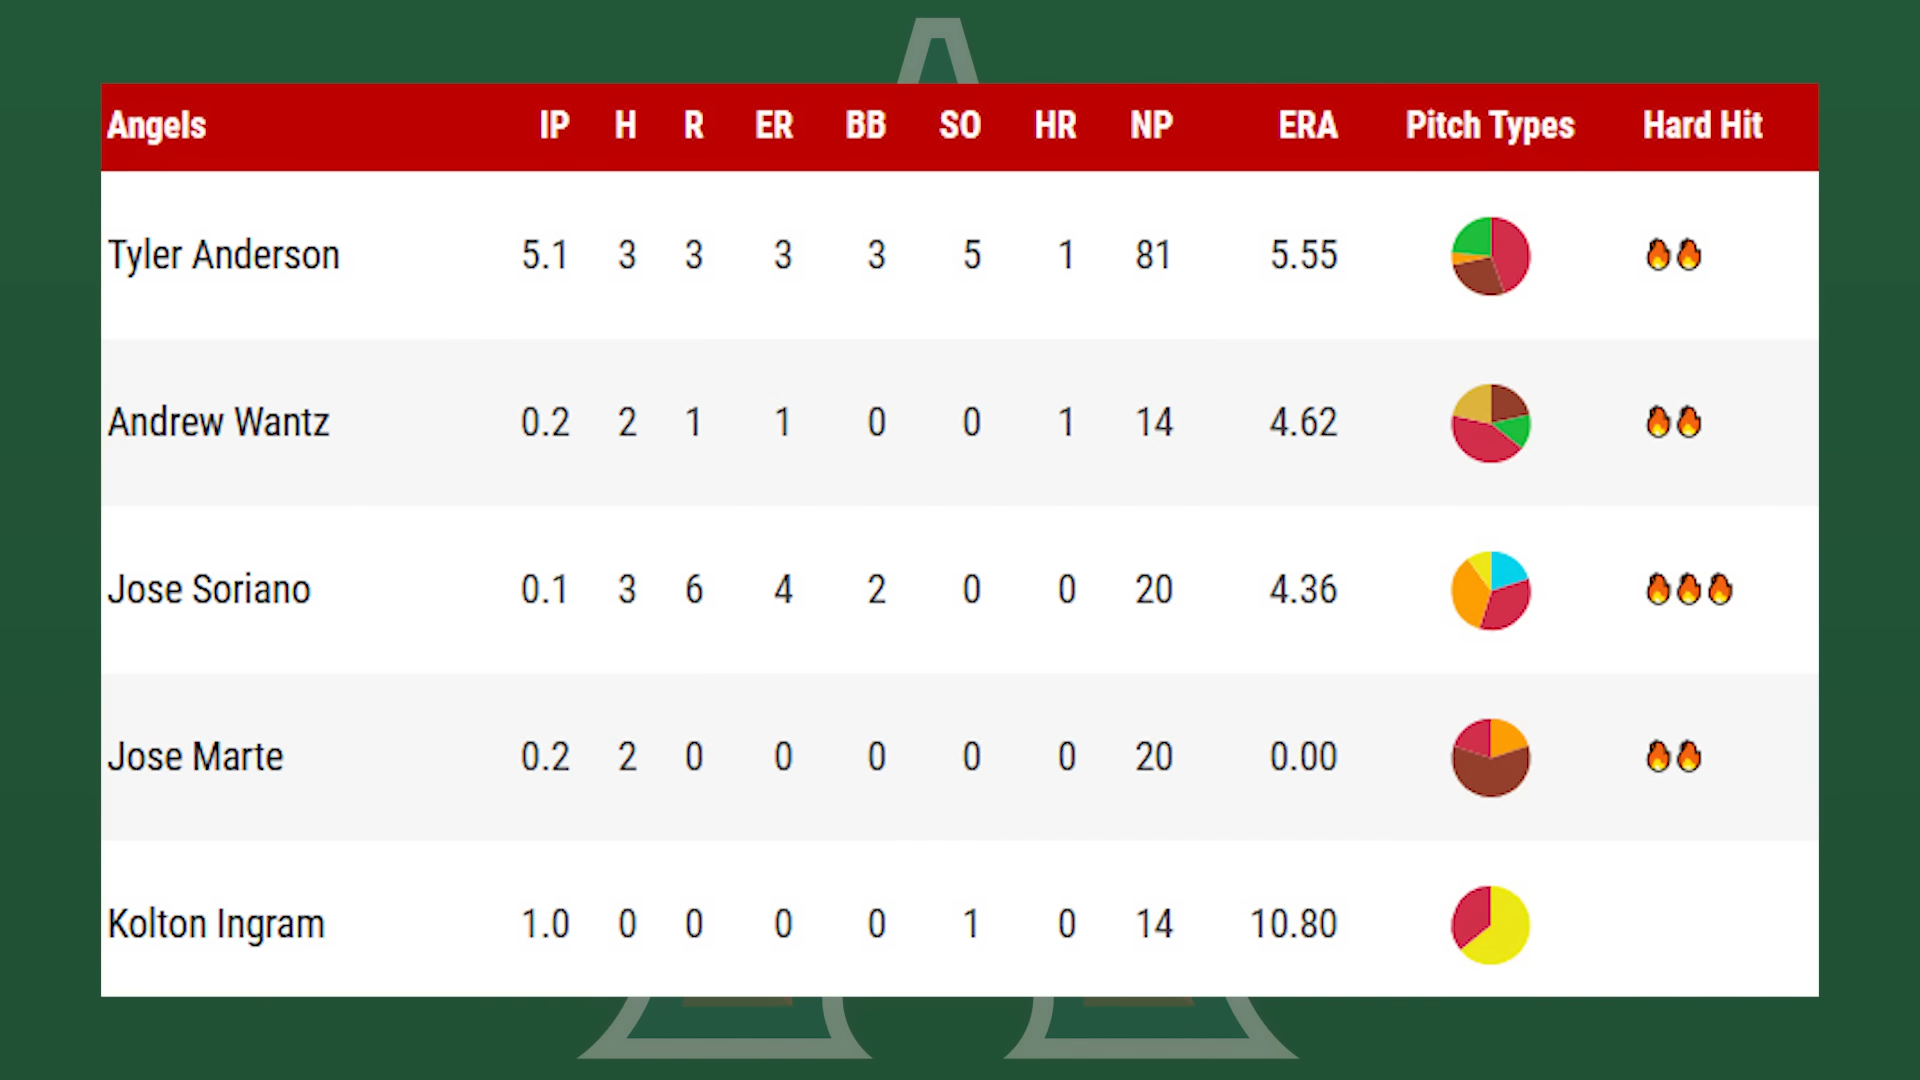 Angels IP H R ER BB SO HR NP ERA Pitch Types Hard Hit
Tyler Anderson 5.1 3 3 3 3 5 1 81 5.55
Andrew Wantz 0.2 2 1 1 0 0 1 14 4.62
Jose Soriano 0.1 3 6 4 2 0 0 20 4.36
Jose Marte 0.2 2 0 0 0 0 0 20 0.00
Kolton Ingram 1.0 0 0 0 0 1 0 14 10.80